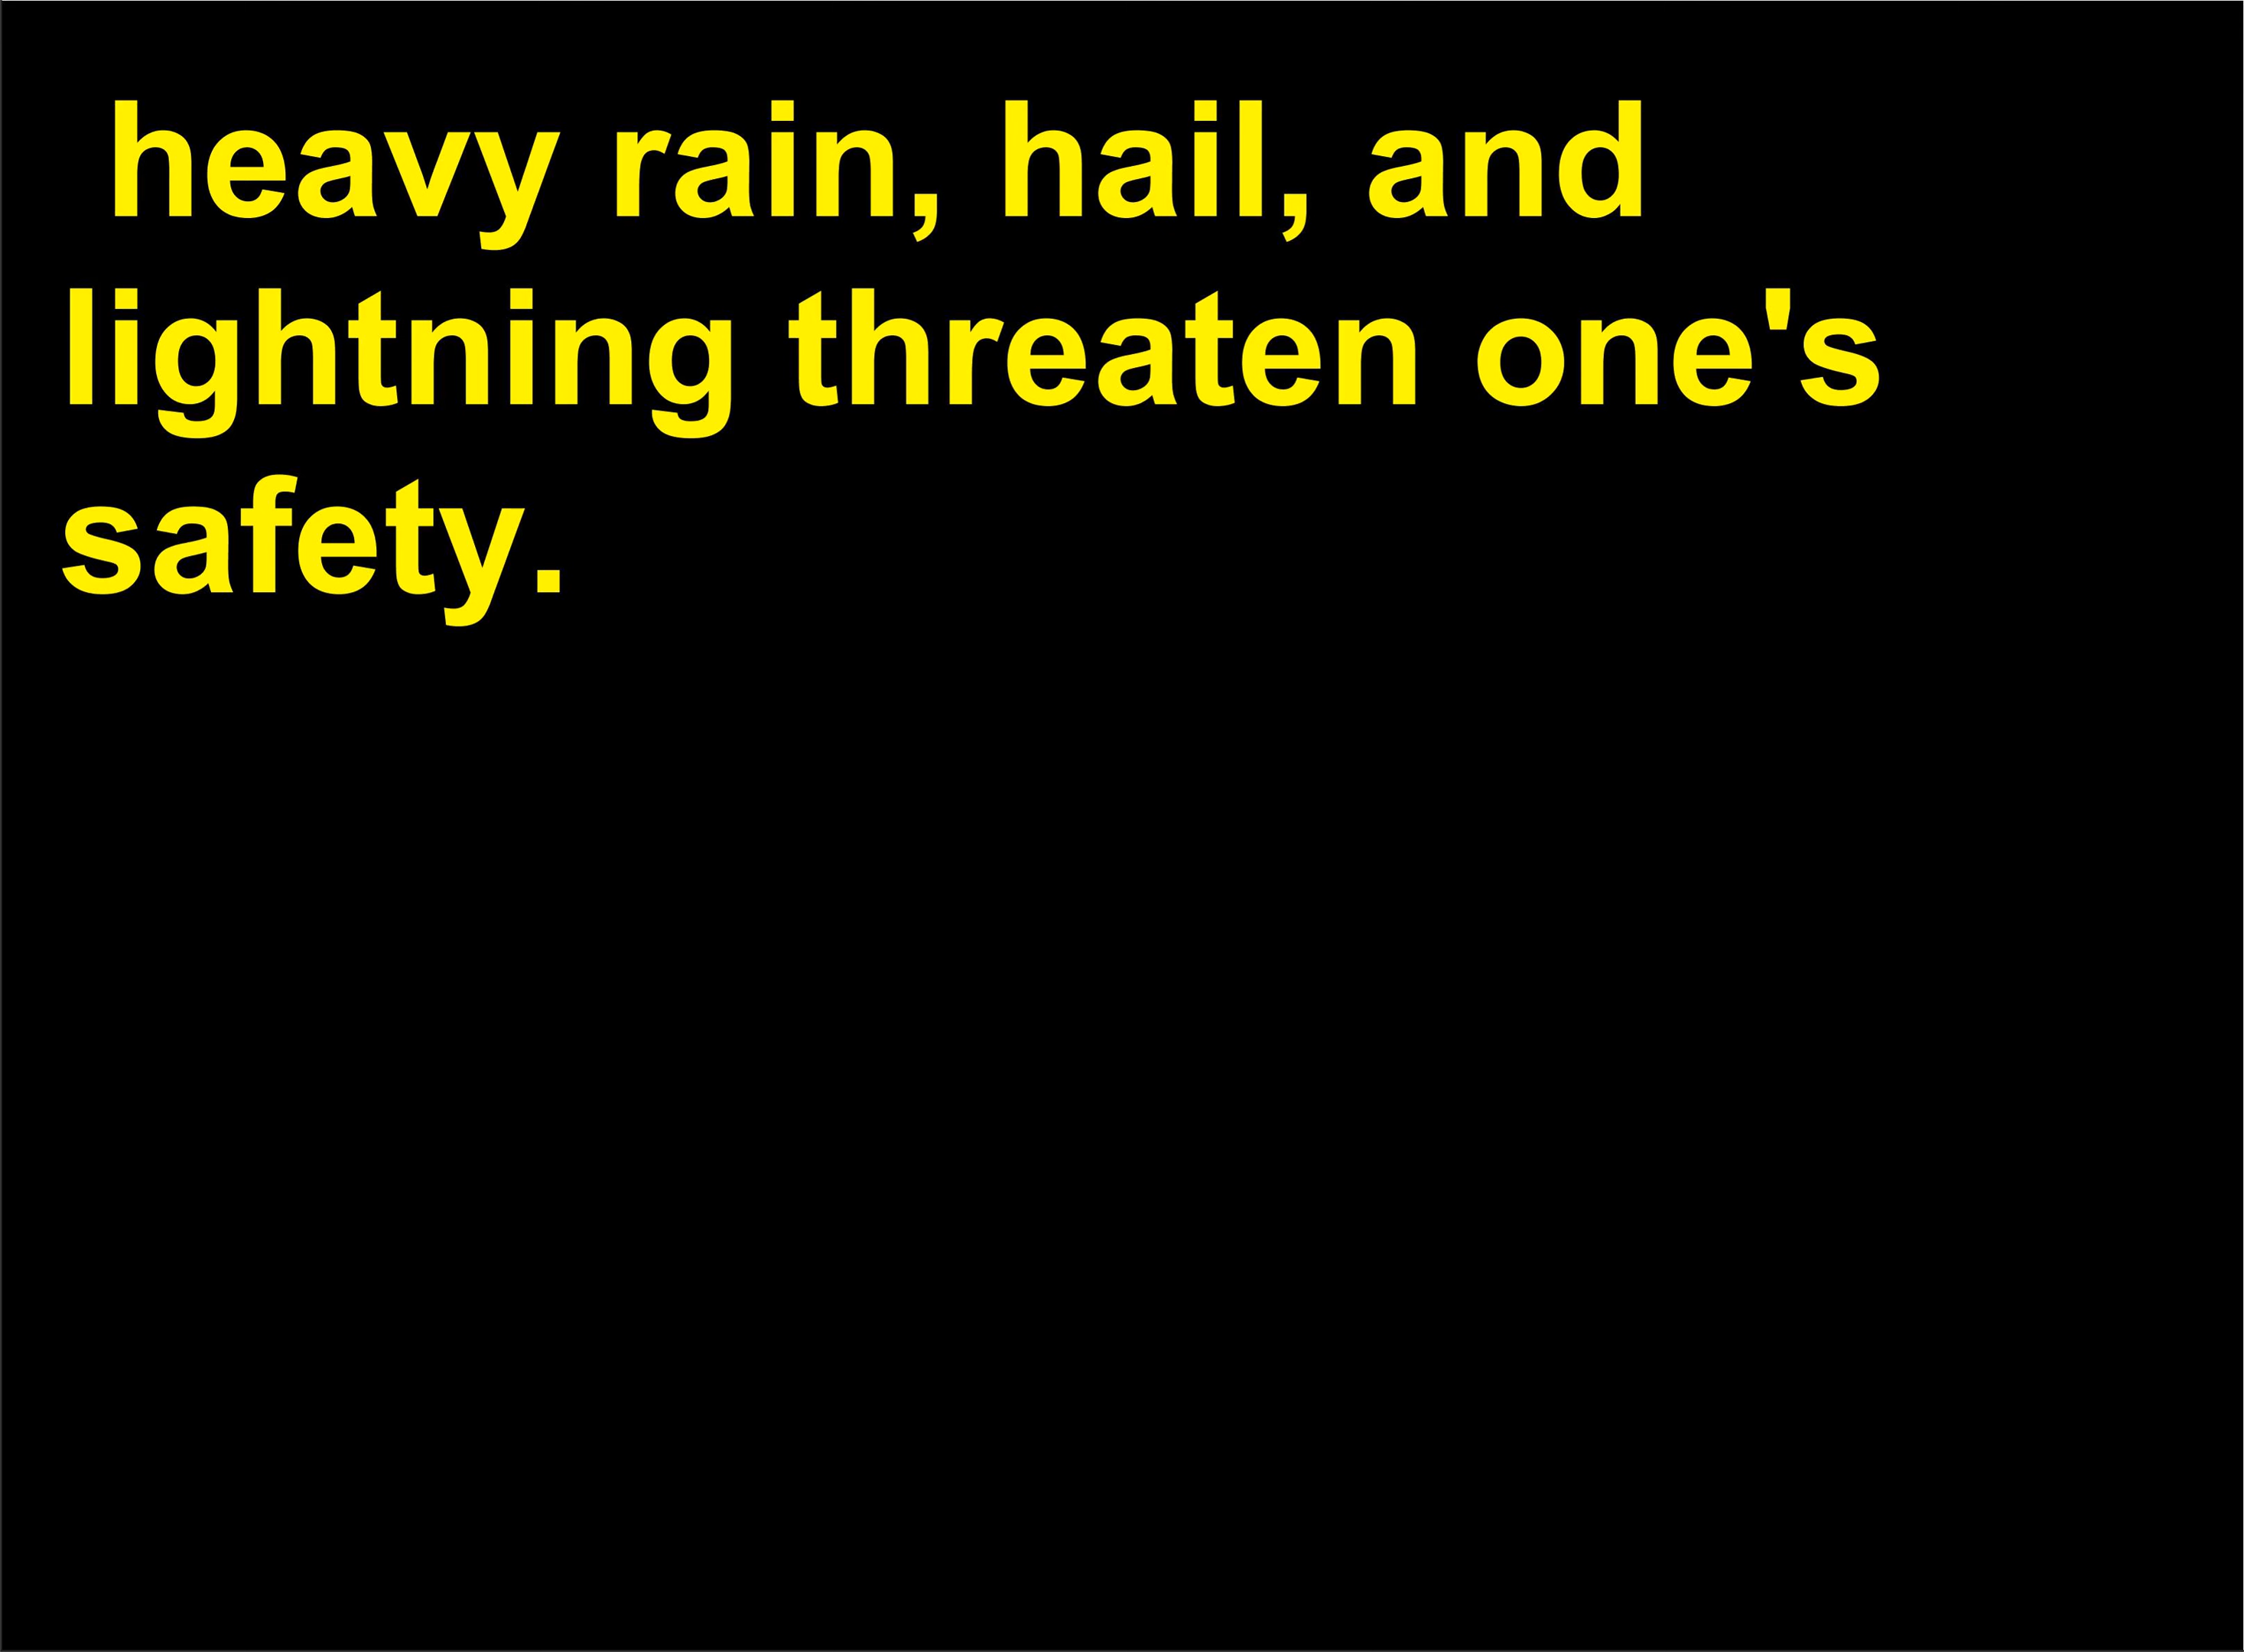 heavy rain, hail, and
lightning threaten one's
safety.